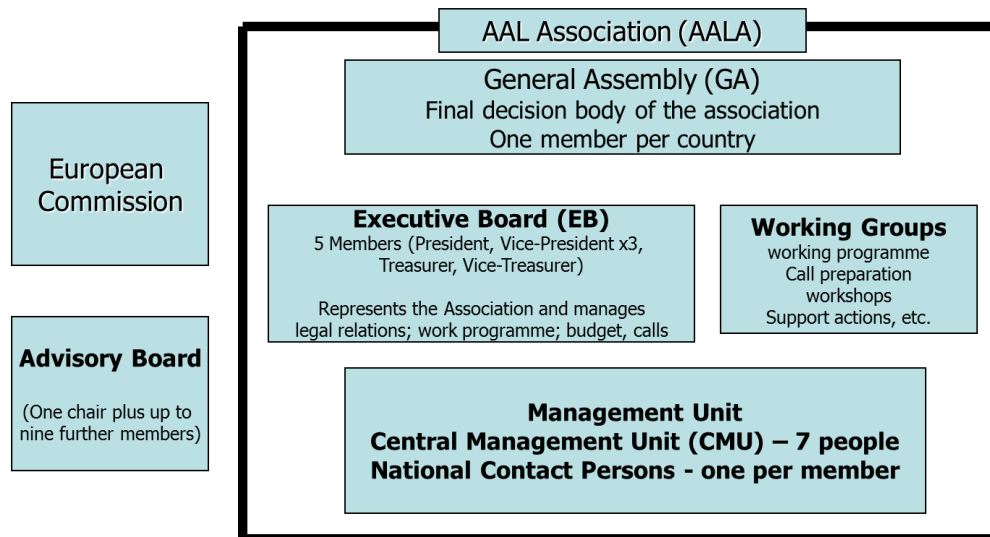 AAL Association (AALA)
General Assembly (GA)
Final decision body of the association
One member per country
European
Commission
Executive Board (EB)
5 Members (President, Vice-President x3,
Treasurer, Vice-Treasurer)
Represents the Association and manages
legal relations; work programme; budget, calls
Working Groups
working programme
Call preparation
workshops
Support actions, etc.
Advisory Board
(One chair plus up to
nine further members)
Management Unit
Central Management Unit (CMU) – 7 people
National Contact Persons - one per member